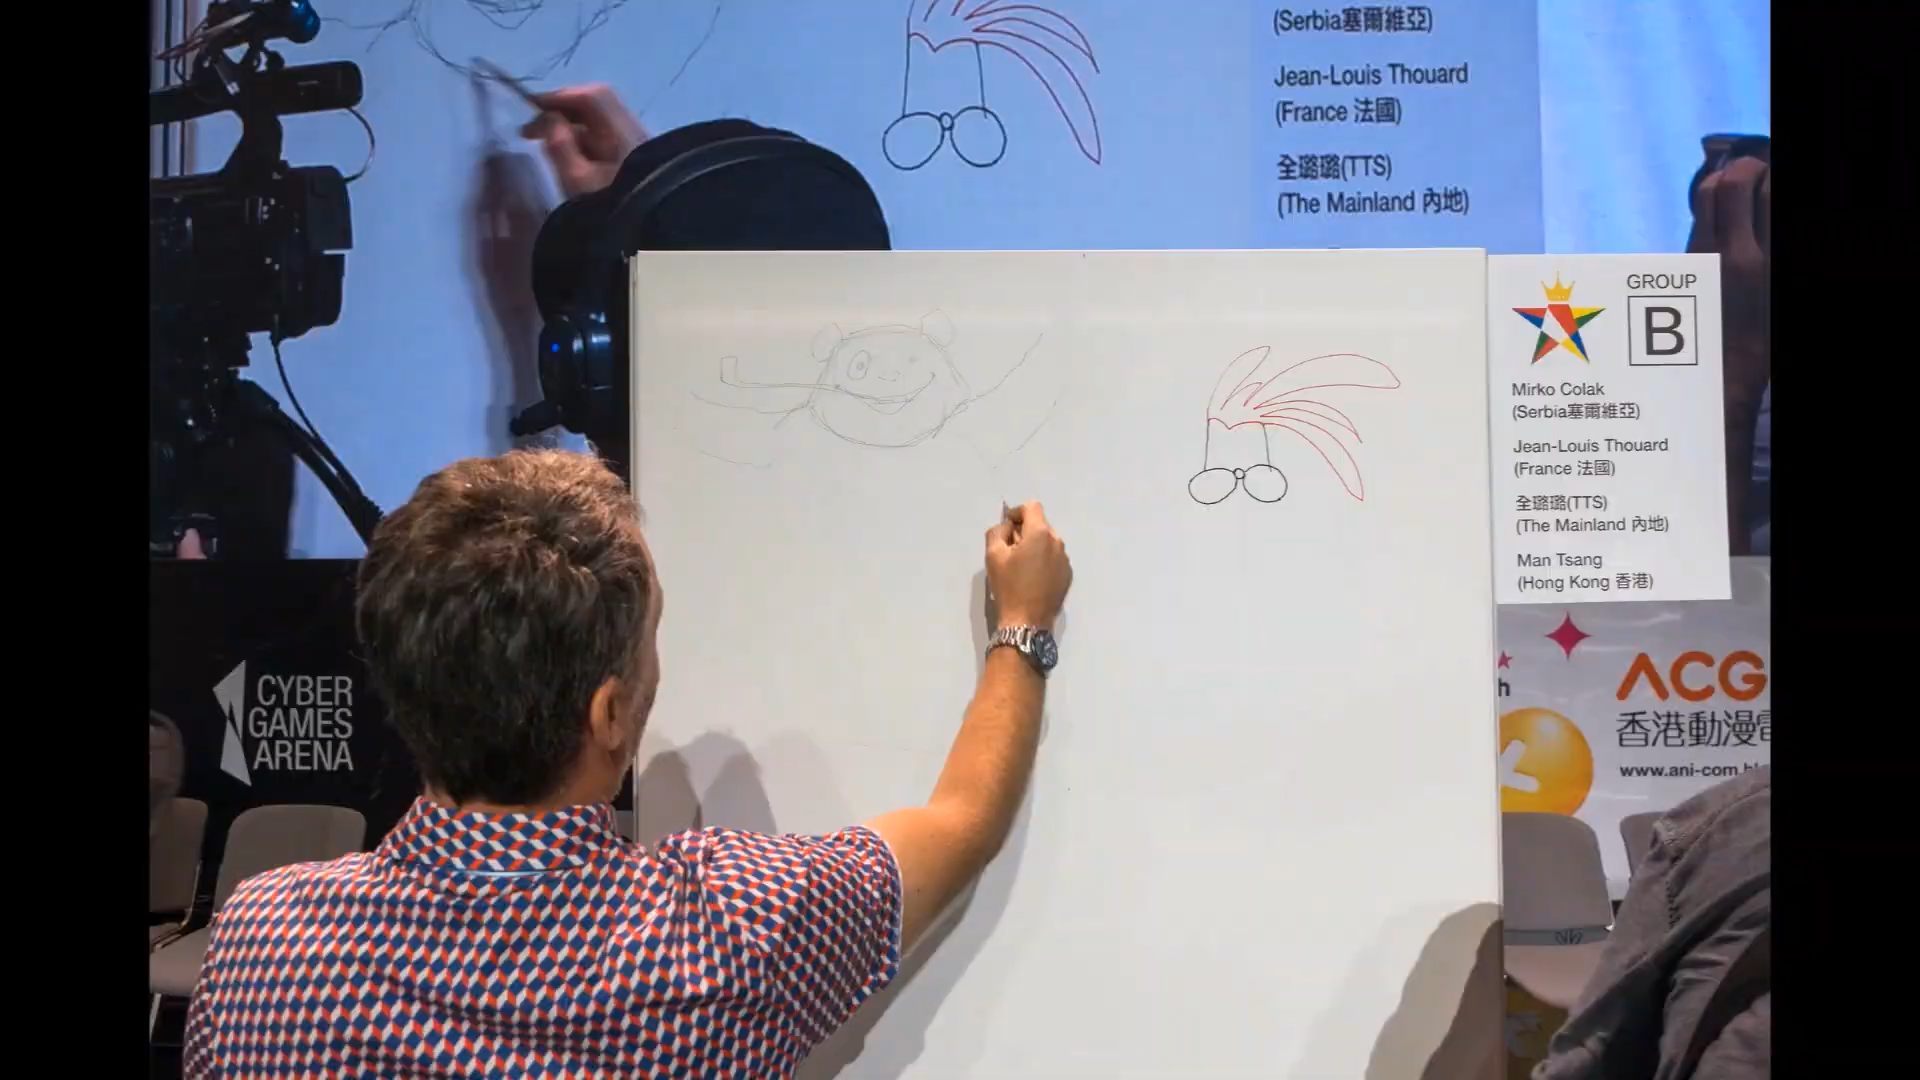 (Serbia塞爾維亞)
Jean-Louis Thouard
(France 法國)
全璐璐(TTS)
(The Mainland 內地)
GROUP
B
Mirko Colak
(Serbia塞爾維亞)
Jean-Louis Thouard
(France 法國)
全璐璐(TTS)
(The Mainland 內地)
Man Tsang
(Hong Kong 香港)
CYBER
GAMES
ARENA
h
ACG
香港動漫電
www.ani-com.h